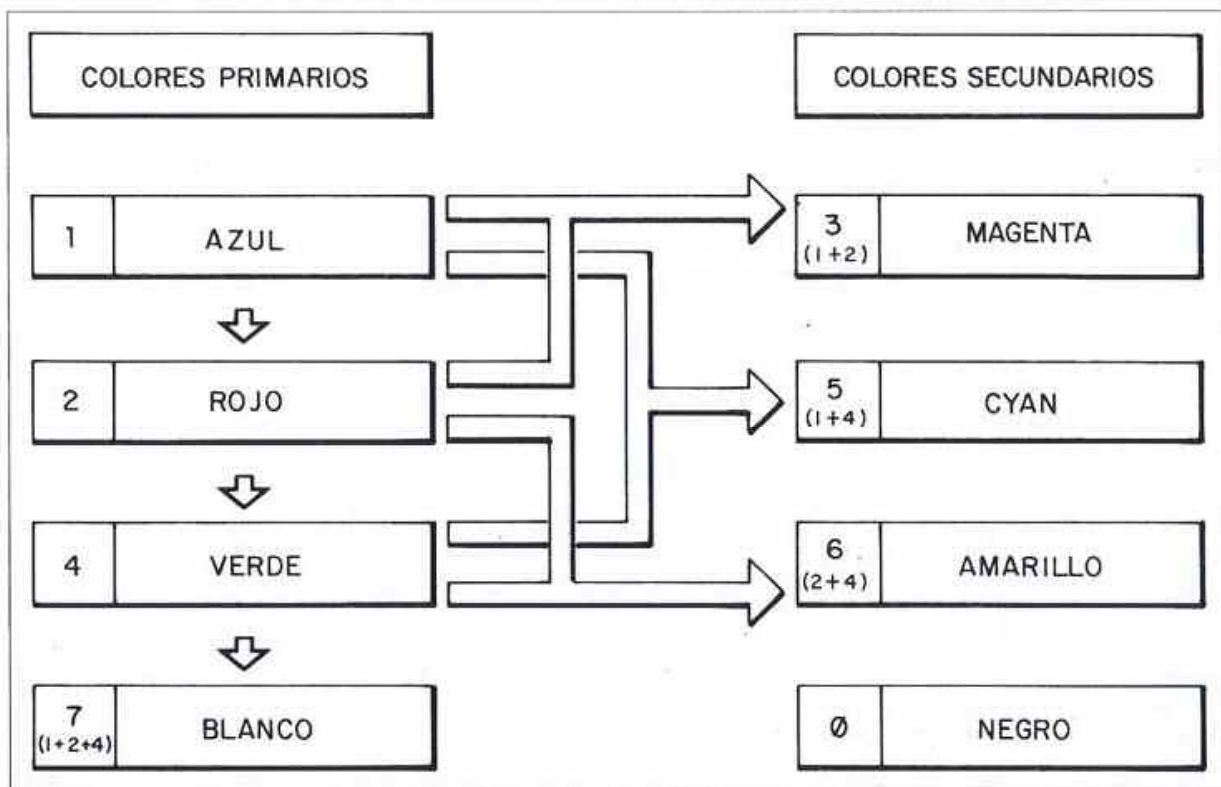 COLORES PRIMARIOS
COLORES SECUNDARIOS
1 AZUL
3 (1+2) MAGENTA
2 ROJO
5 (1+4) CYAN
4 VERDE
6 (2+4) AMARILLO
7 (1+2+4) BLANCO
Ø NEGRO